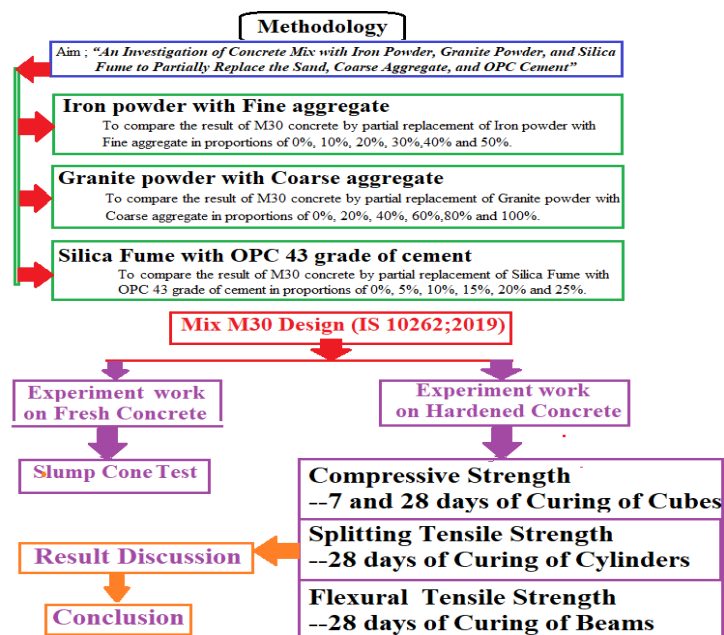 Methodology
Aim ; “An Investigation of Concrete Mix with Iron Powder, Granite Powder, and Silica
Fume to Partially Replace the Sand, Coarse Aggregate, and OPC Cement”
Iron powder with Fine aggregate
To compare the result of M30 concrete by partial replacement of Iron powder with
Fine aggregate in proportions of 0%, 10%, 20%, 30%,40% and 50%.
Granite powder with Coarse aggregate
To compare the result of M30 concrete by partial replacement of Granite powder with
Coarse aggregate in proportions of 0%, 20%, 40%, 60%,80% and 100%.
Silica Fume with OPC 43 grade of cement
To compare the result of M30 concrete by partial replacement of Silica Fume with
OPC 43 grade of cement in proportions of 0%, 5%, 10%, 15%, 20% and 25%.
Mix M30 Design (IS 10262;2019)
Experiment work
on Fresh Concrete
Experiment work
on Hardened Concrete
Slump Cone Test
Compressive Strength
--7 and 28 days of Curing of Cubes
Splitting Tensile Strength
--28 days of Curing of Cylinders
Flexural Tensile Strength
--28 days of Curing of Beams
Result Discussion
Conclusion